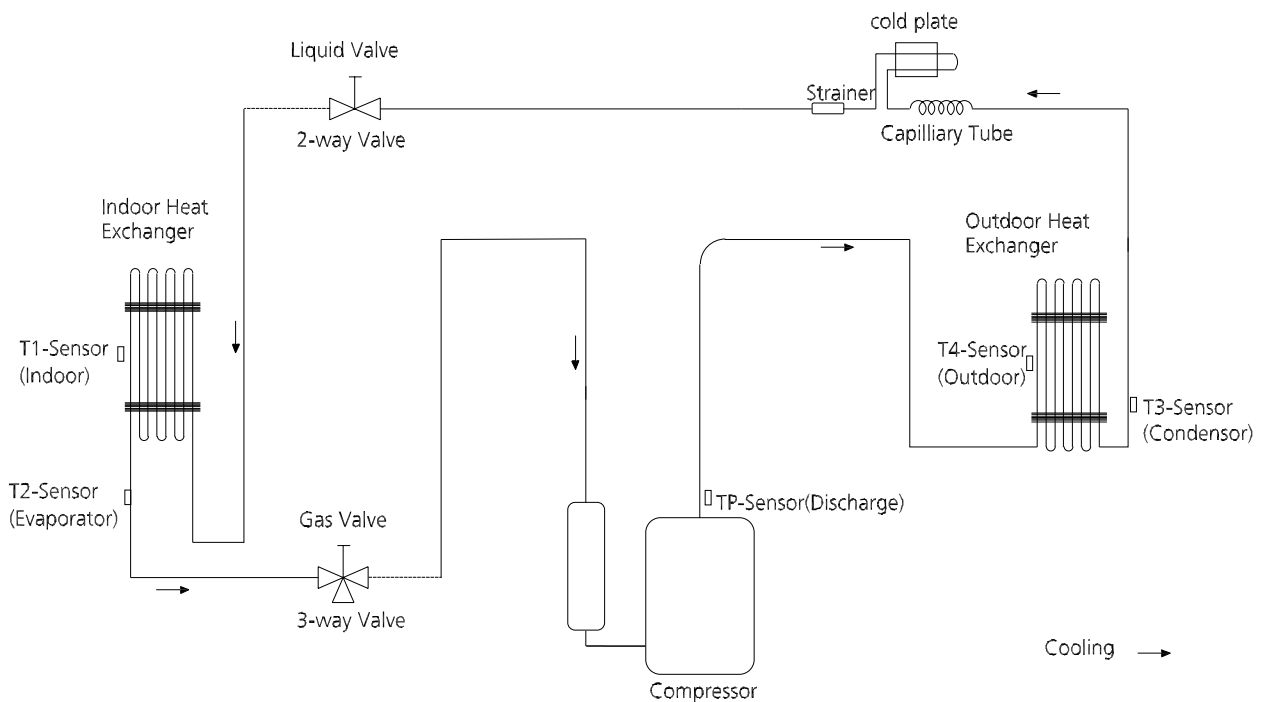 cold plate
Liquid Valve
Strainer
2-way Valve
Capilliary Tube
Indoor Heat
Exchanger
Outdoor Heat
Exchanger
T1-Sensor
(Indoor)
T4-Sensor
(Outdoor)
T3-Sensor
(Condensor)
T2-Sensor
(Evaporator)
TP-Sensor(Discharge)
Gas Valve
3-way Valve
Cooling
Compressor